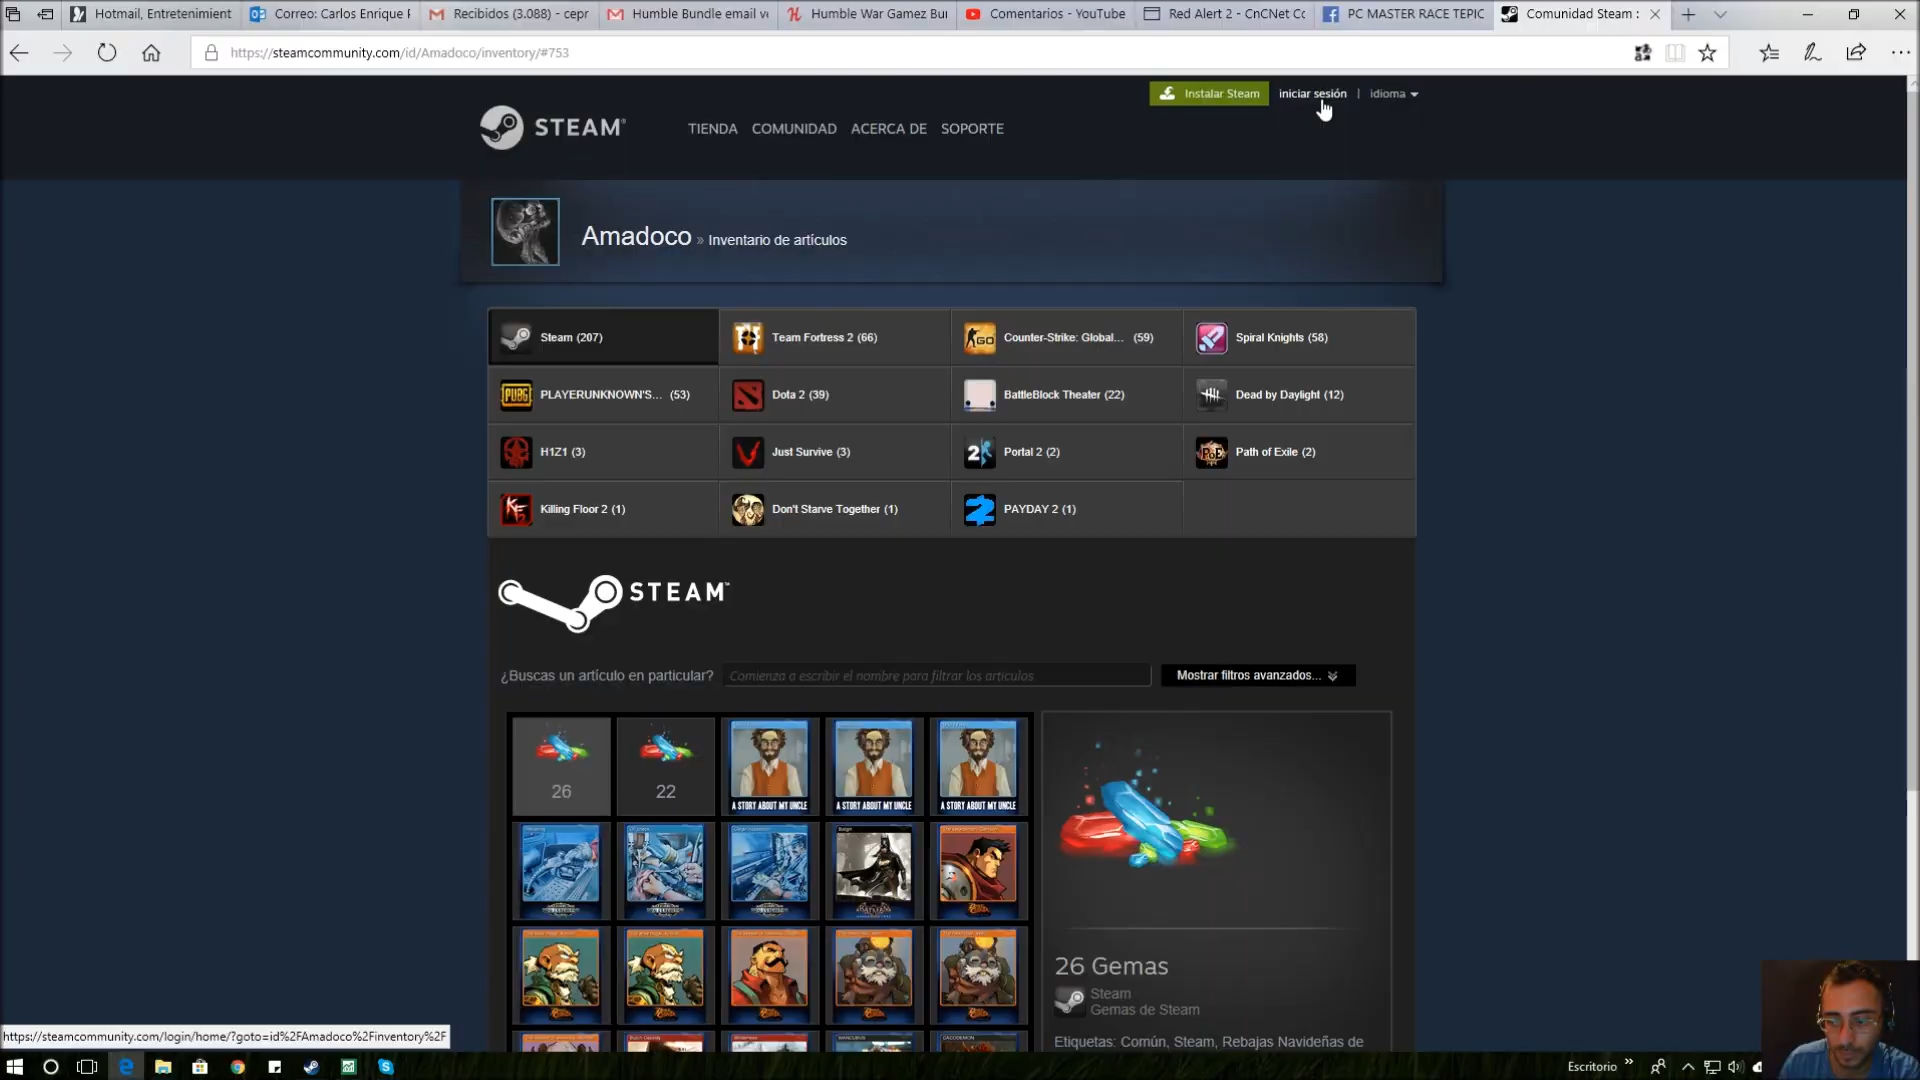 Hotmail, Entretenimient
Correo: Carlos Enrique F
Recibidos (3.088) - cepr
Humble Bundle email ve
Humble War Gamez Bu
Comentarios - YouTube
Red Alert 2 - CnCNet Co
PC MASTER RACE TEPIC
Comunidad Steam :
https://steamcommunity.com/id/Amadoco/inventory/#753
Instalar Steam
iniciar sesión | idioma
STEAM
TIENDA COMUNIDAD ACERCA DE SOPORTE
Amadoco » Inventario de artículos
Steam (207)
Team Fortress 2 (66)
Counter-Strike: Global... (59)
Spiral Knights (58)
PLAYERUNKNOWN'S... (53)
Dota 2 (39)
BattleBlock Theater (22)
Dead by Daylight (12)
H1Z1 (3)
Just Survive (3)
Portal 2 (2)
Path of Exile (2)
Killing Floor 2 (1)
Don't Starve Together (1)
PAYDAY 2 (1)
STEAM™
¿Buscas un artículo en particular?
Comienza a escribir el nombre para filtrar los artículos
Mostrar filtros avanzados...
26
22
A STORY ABOUT MY UNCLE
A STORY ABOUT MY UNCLE
A STORY ABOUT MY UNCLE
26 Gemas
Steam
Gemas de Steam
Etiquetas: Común, Steam, Rebajas Navideñas de
https://steamcommunity.com/login/home/?goto=id%2FAmadoco%2Finventory%2F
Escritorio